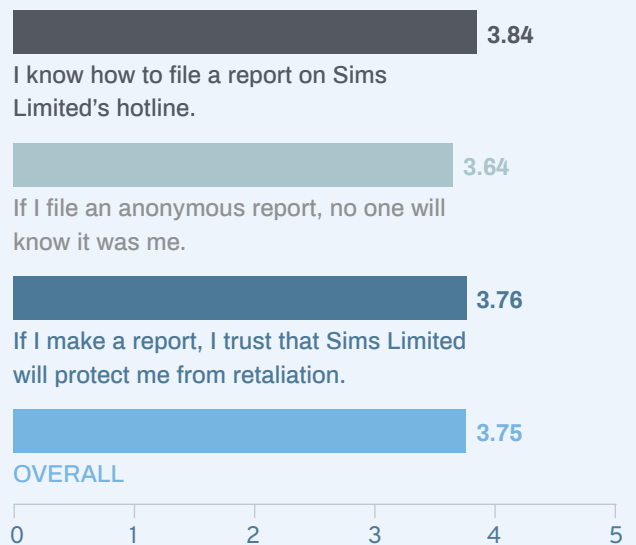 3.84
I know how to file a report on Sims
Limited’s hotline.
3.64
If I file an anonymous report, no one will
know it was me.
3.76
If I make a report, I trust that Sims Limited
will protect me from retaliation.
3.75
OVERALL
0 1 2 3 4 5